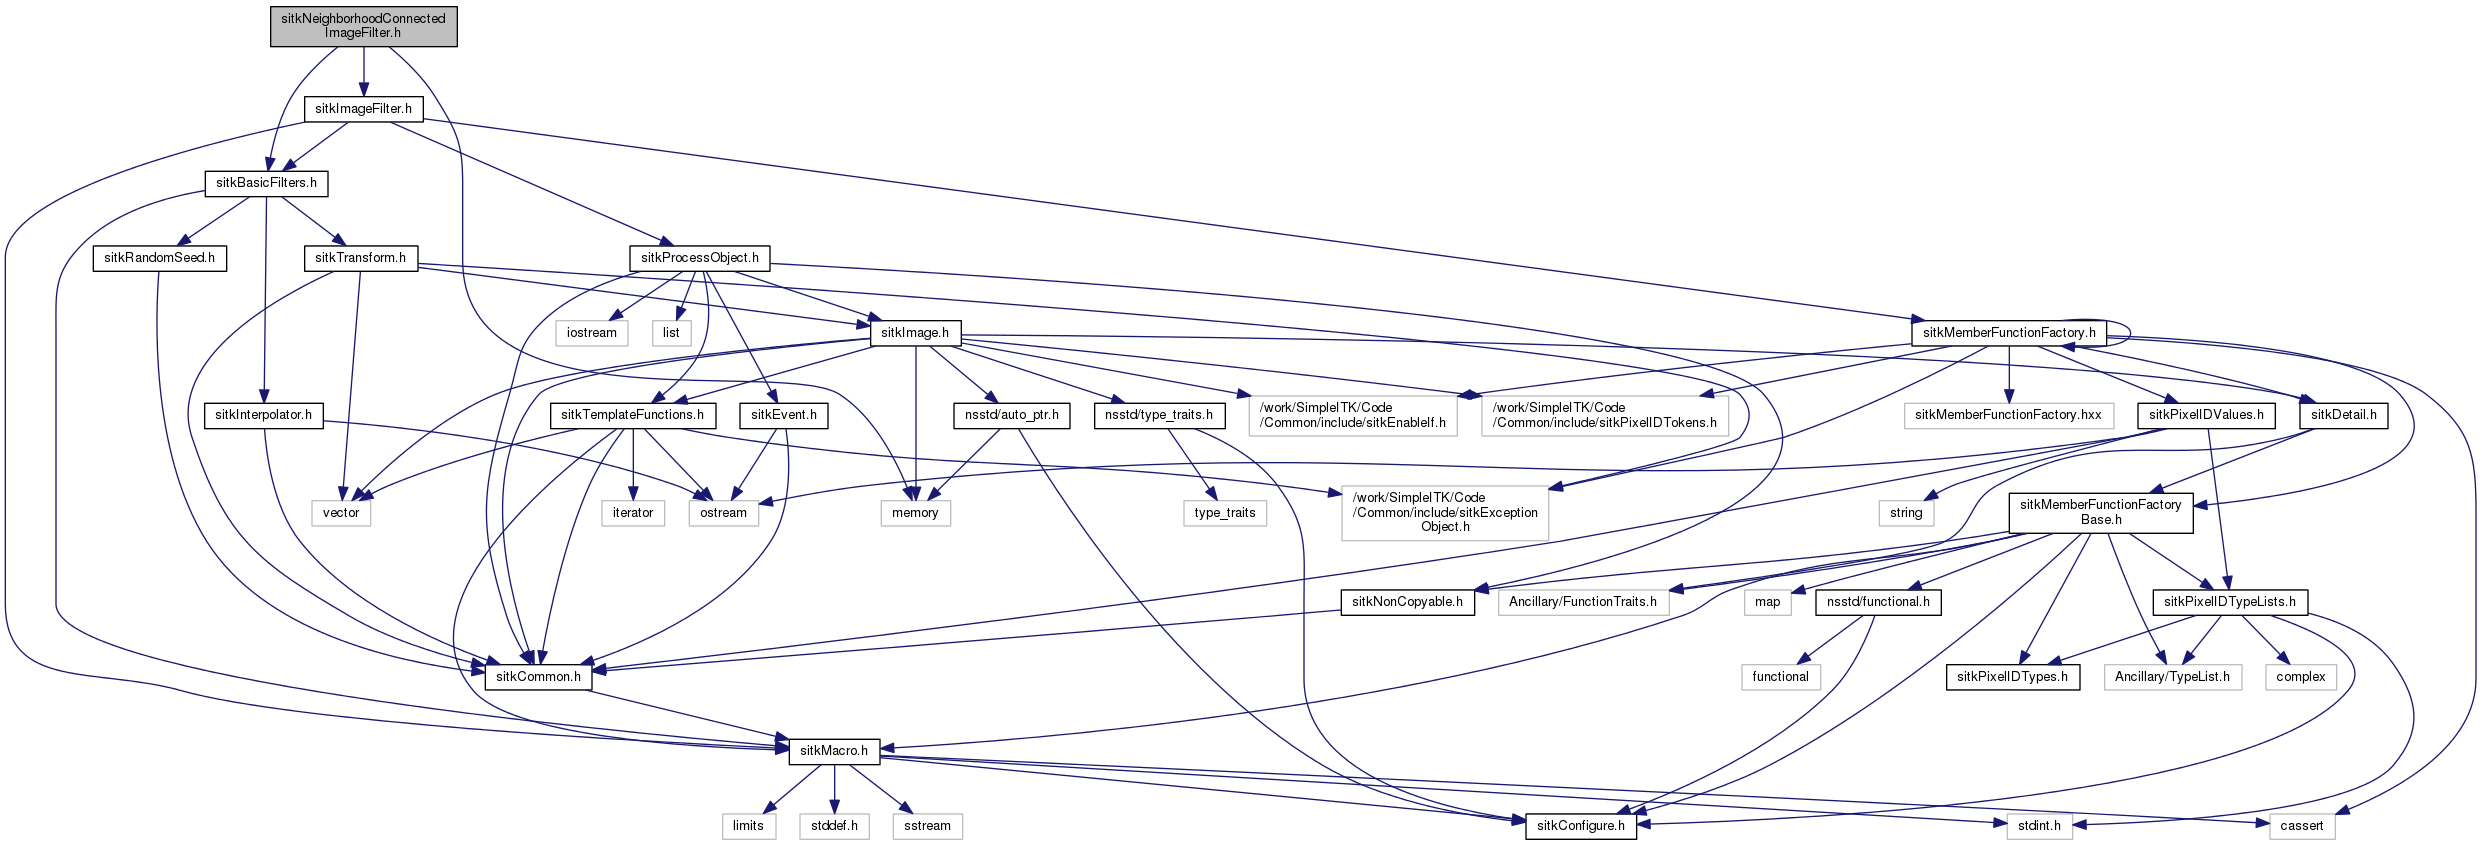 sitkNeighborhoodConnected
ImageFilter.h
sitkImageFilter.h
sitkBasicFilters.h
sitkRandomSeed.h
sitkTransform.h
sitkProcessObject.h
iostream
list
sitkImage.h
sitkMemberFunctionFactory.h
sitkInterpolator.h
sitkTemplateFunctions.h
sitkEvent.h
nsstd/auto_ptr.h
nsstd/type_traits.h
/work/SimpleITK/Code
/Common/include/sitkEnableIf.h
/work/SimpleITK/Code
/Common/include/sitkPixelIDTokens.h
sitkMemberFunctionFactory.hxx
sitkPixelIDValues.h
sitkDetail.h
vector
iterator
ostream
memory
type_traits
/work/SimpleITK/Code
/Common/include/sitkException
Object.h
string
sitkMemberFunctionFactory
Base.h
sitkNonCopyable.h
Ancillary/FunctionTraits.h
map
nsstd/functional.h
sitkPixelIDTypeLists.h
sitkCommon.h
functional
sitkPixelIDTypes.h
Ancillary/TypeList.h
complex
sitkMacro.h
limits
stddef.h
sstream
sitkConfigure.h
stdint.h
cassert